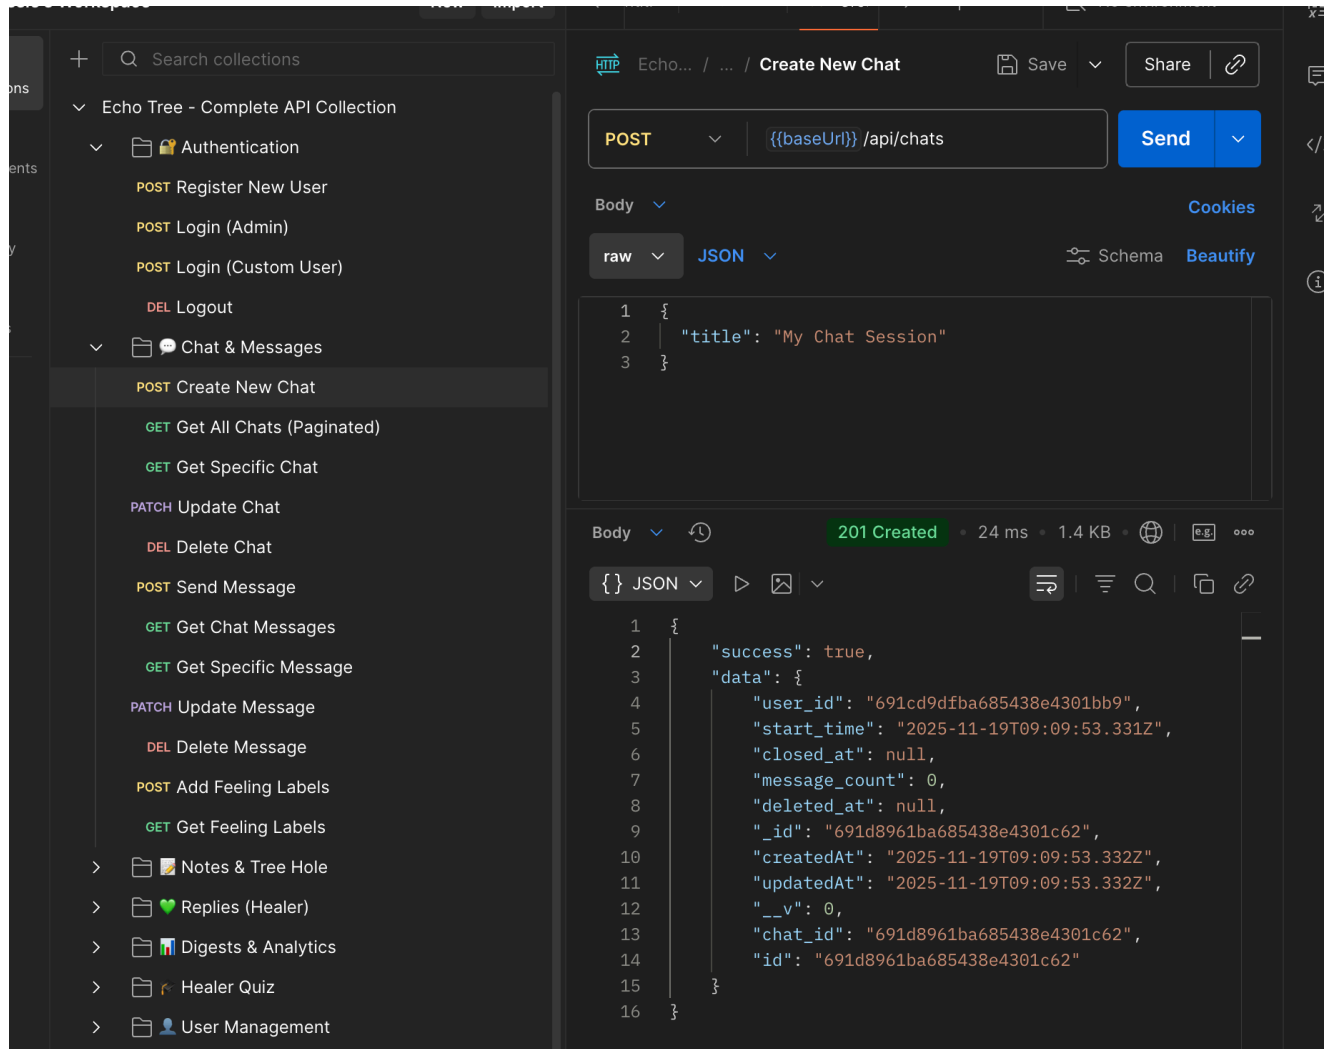 Search collections
ons
Echo Tree - Complete API Collection
Authentication
ents
POST Register New User
POST Login (Admin)
y
POST Login (Custom User)
DEL Logout
Chat & Messages
POST Create New Chat
GET Get All Chats (Paginated)
GET Get Specific Chat
PATCH Update Chat
DEL Delete Chat
POST Send Message
GET Get Chat Messages
GET Get Specific Message
PATCH Update Message
DEL Delete Message
POST Add Feeling Labels
GET Get Feeling Labels
Notes & Tree Hole
Replies (Healer)
Digests & Analytics
Healer Quiz
User Management
HTTP Echo... / ... / Create New Chat
Save
Share
POST {{baseUrl}} /api/chats
Send
Body
Cookies
raw JSON
Schema Beautify
1 {
2 "title": "My Chat Session"
3 }
Body
201 Created • 24 ms • 1.4 KB • e.g.
{} JSON
1 {
2 "success": true,
3 "data": {
4 "user_id": "691cd9dfba685438e4301bb9",
5 "start_time": "2025-11-19T09:09:53.331Z",
6 "closed_at": null,
7 "message_count": 0,
8 "deleted_at": null,
9 "_id": "691d8961ba685438e4301c62",
10 "createdAt": "2025-11-19T09:09:53.332Z",
11 "updatedAt": "2025-11-19T09:09:53.332Z",
12 "__v": 0,
13 "chat_id": "691d8961ba685438e4301c62",
14 "id": "691d8961ba685438e4301c62"
15 }
16 }